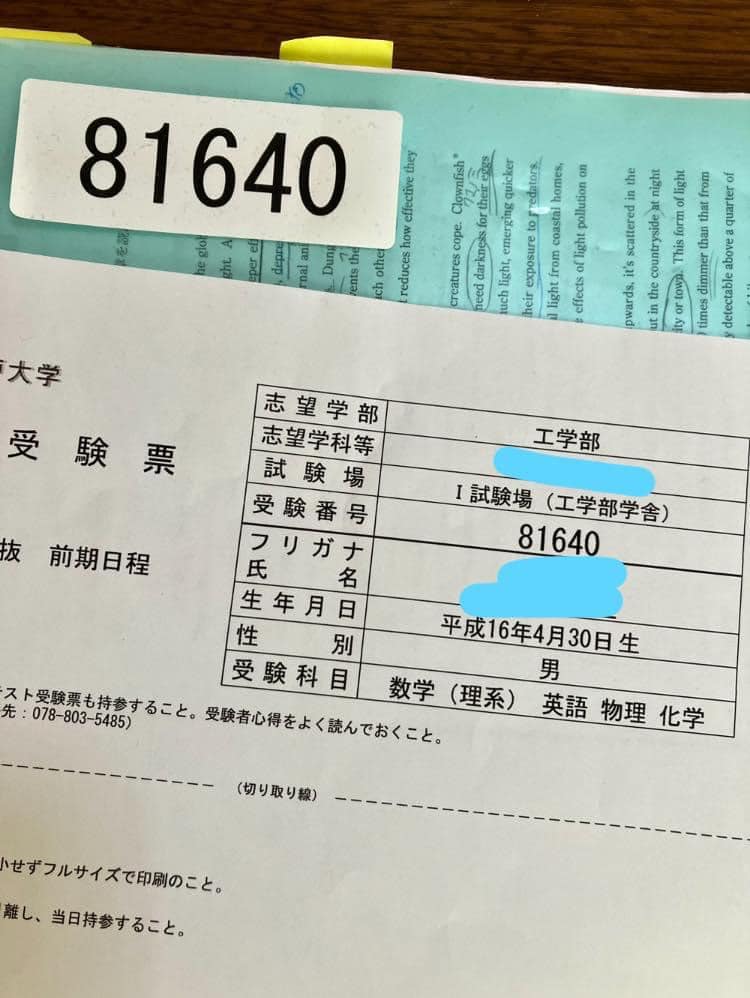 81640
reduces how effective they
creatures cope. Clownfish*
need darkness for their eggs
light, emerging quicker
their exposure to predators.
light from coastal homes,
effects of light pollution on
it's scattered in the
in the countryside at night
or town. This form of light
times dimmer than that from
detectable above a quarter of
大学
受験票
前期日程
志望学部 工学部
志望学科等
試験場 I試験場(工学部学舎)
受験番号 81640
フリガナ
氏名
生年月日 平成16年4月30日生
性別 男
受験科目 数学(理系) 英語 物理 化学
スト受験票も持参すること。受験者心得をよく読んでおくこと。
先:078-803-5485)
(切り取り線)
せずフルサイズで印刷のこと。
離し、当日持参すること。